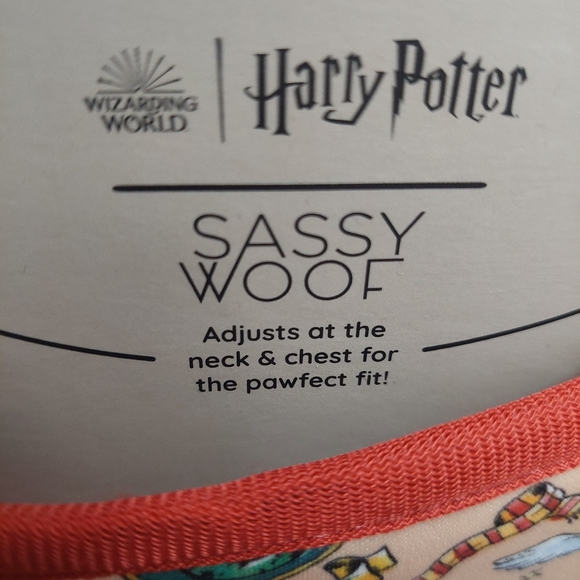 WIZARDING
WORLD
Harry Potter
SASSY
WOOF
Adjusts at the
neck & chest for
the pawfect fit!